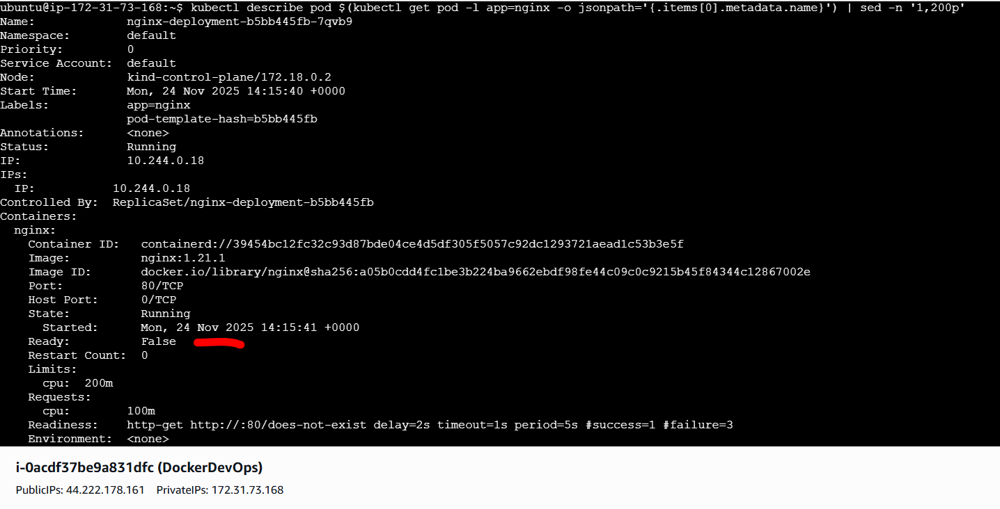 ubuntu@ip-172-31-73-168:~$ kubectl describe pod $(kubectl get pod -l app=nginx -o jsonpath='{.items[0].metadata.name}') | sed -n '1,200p'
Name:             nginx-deployment-b5bb445fb-7qvb9
Namespace:        default
Priority:         0
Service Account:  default
Node:             kind-control-plane/172.18.0.2
Start Time:       Mon, 24 Nov 2025 14:15:40 +0000
Labels:           app=nginx
                  pod-template-hash=b5bb445fb
Annotations:      <none>
Status:           Running
IP:               10.244.0.18
IPs:
  IP:           10.244.0.18
Controlled By:  ReplicaSet/nginx-deployment-b5bb445fb
Containers:
  nginx:
    Container ID:   containerd://39454bc12fc32c93d87bde04ce4d5df305f5057c92dc1293721aead1c53b3e5f
    Image:          nginx:1.21.1
    Image ID:       docker.io/library/nginx@sha256:a05b0cdd4fc1be3b224ba9662ebdf98fe44c09c0c9215b45f84344c12867002e
    Port:           80/TCP
    Host Port:      0/TCP
    State:          Running
      Started:      Mon, 24 Nov 2025 14:15:41 +0000
    Ready:          False
    Restart Count:  0
    Limits:
      cpu:  200m
    Requests:
      cpu:        100m
    Readiness:    http-get http://:80/does-not-exist delay=2s timeout=1s period=5s #success=1 #failure=3
    Environment:  <none>
i-0acdf37be9a831dfc (DockerDevOps)
PublicIPs: 44.222.178.161    PrivateIPs: 172.31.73.168